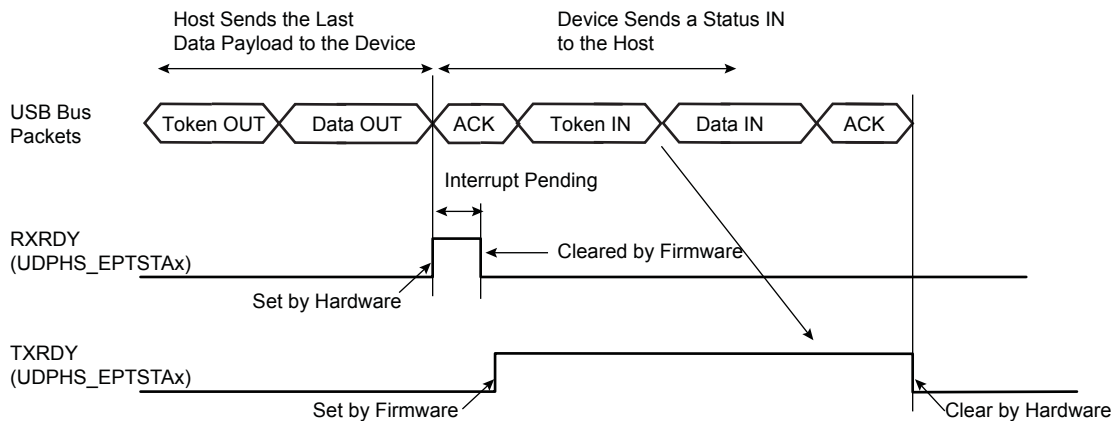 Host Sends the Last
Data Payload to the Device
Device Sends a Status IN
to the Host
USB Bus
Packets
Token OUT
Data OUT
ACK
Token IN
Data IN
ACK
Interrupt Pending
RXRDY
(UDPHS_EPTSTAx)
Cleared by Firmware
Set by Hardware
TXRDY
(UDPHS_EPTSTAx)
Set by Firmware
Clear by Hardware